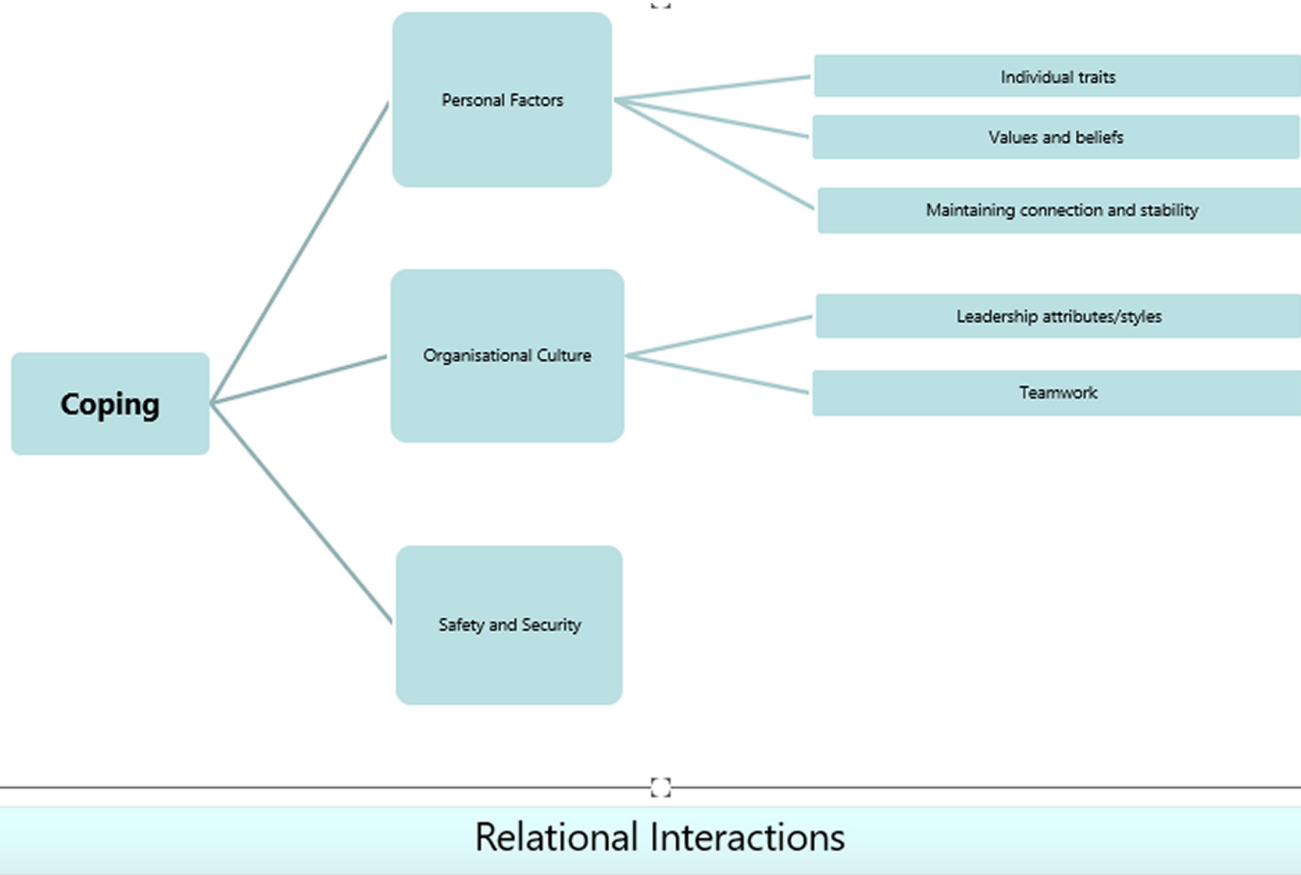 Personal Factors
Individual traits
Values and beliefs
Maintaining connection and stability
Organisational Culture
Leadership attributes/styles
Teamwork
Coping
Safety and Security
Relational Interactions